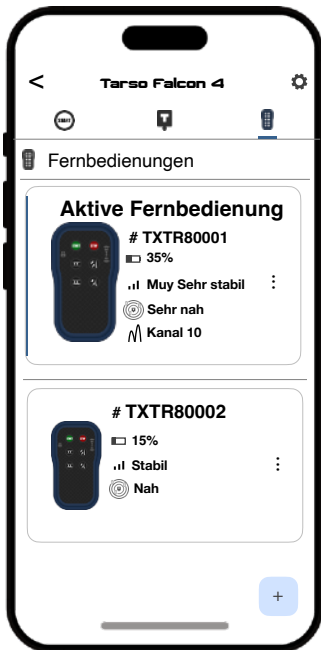 <
Tarso Falcon 4
START
T
Fernbedienungen
Aktive Fernbedienung
# TXTR80001
35%
Muy Sehr stabil
Sehr nah
Kanal 10
# TXTR80002
15%
Stabil
Nah
+